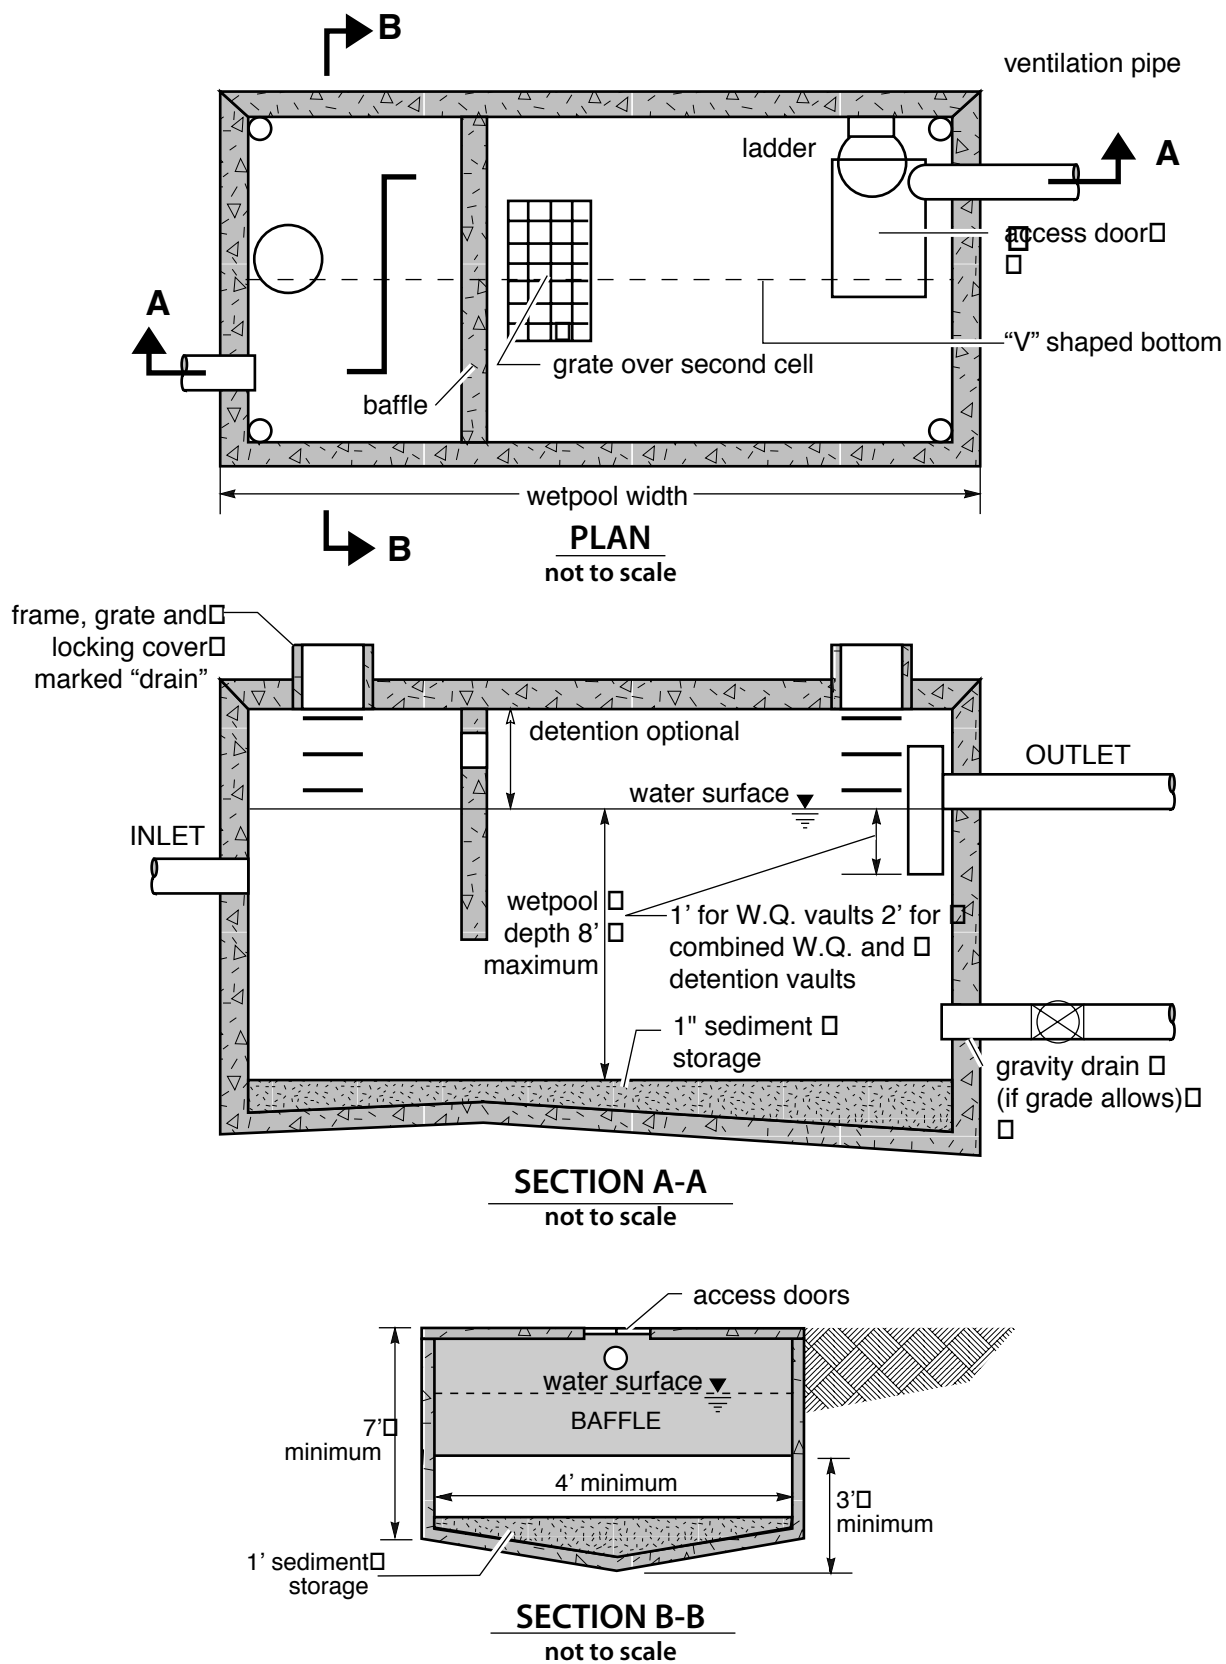 B
ventilation pipe
ladder
A
access door
A
“V” shaped bottom
grate over second cell
baffle
wetpool width
B
PLAN
not to scale
frame, grate and
locking cover
marked “drain”
detention optional
OUTLET
water surface
INLET
wetpool
depth 8’
maximum
1’ for W.Q. vaults 2’ for
combined W.Q. and
detention vaults
1" sediment
storage
gravity drain
(if grade allows)
SECTION A-A
not to scale
access doors
water surface
BAFFLE
7’
minimum
4’ minimum
3’
minimum
1’ sediment
storage
SECTION B-B
not to scale